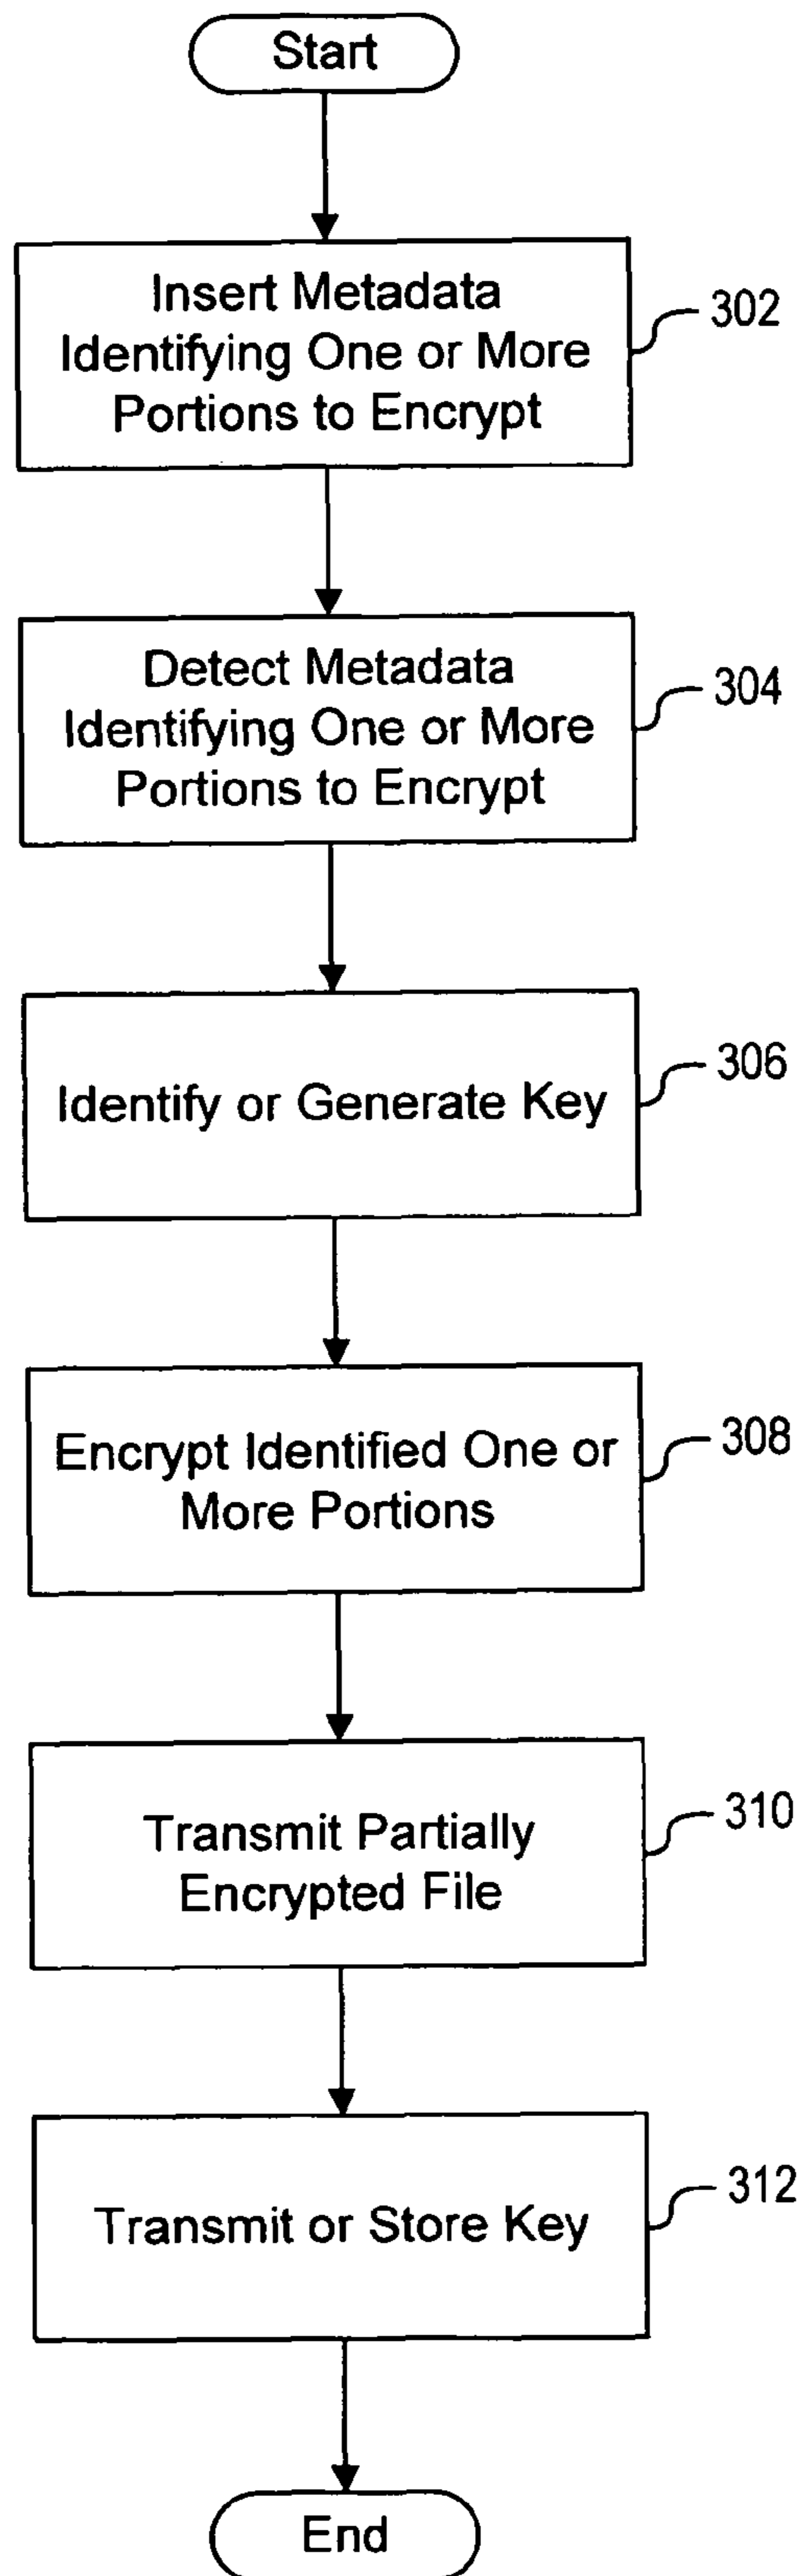 Start
Insert Metadata
Identifying One or More
Portions to Encrypt
302
Detect Metadata
Identifying One or More
Portions to Encrypt
304
Identify or Generate Key
306
Encrypt Identified One or
More Portions
308
Transmit Partially
Encrypted File
310
Transmit or Store Key
312
End